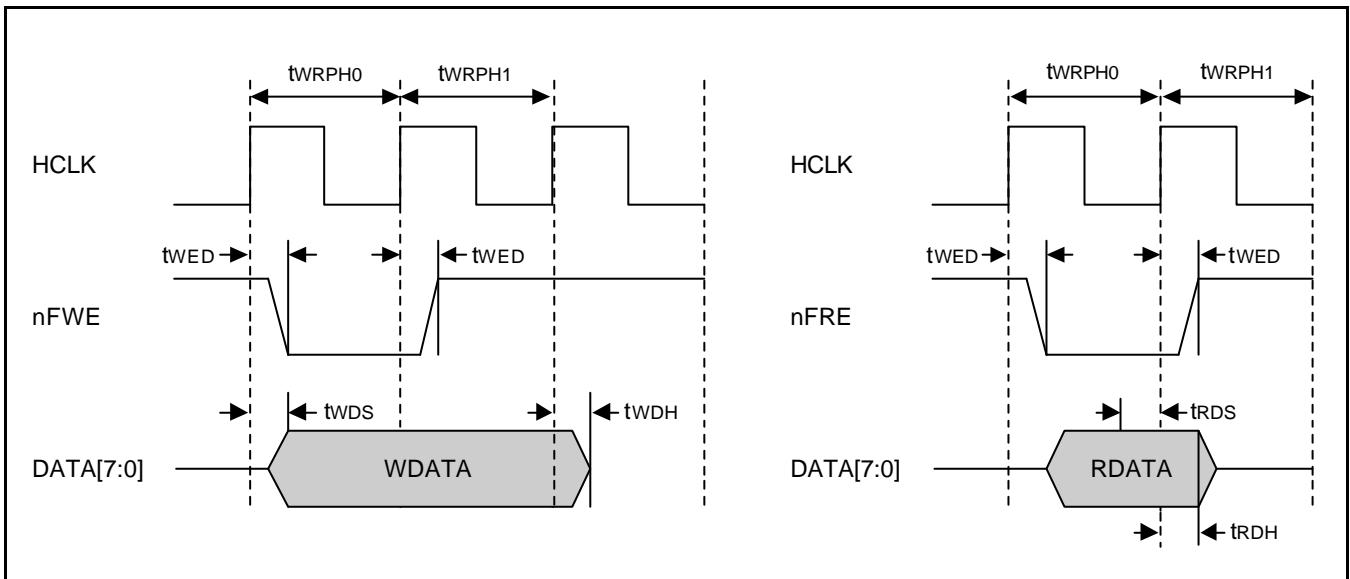 tWRPH0 tWRPH1
HCLK
tWED tWED
nFWE
tWDS tWDH
DATA[7:0] WDATA
tWRPH0 tWRPH1
HCLK
tWED tWED
nFRE
tRDS
DATA[7:0] RDATA
tRDH